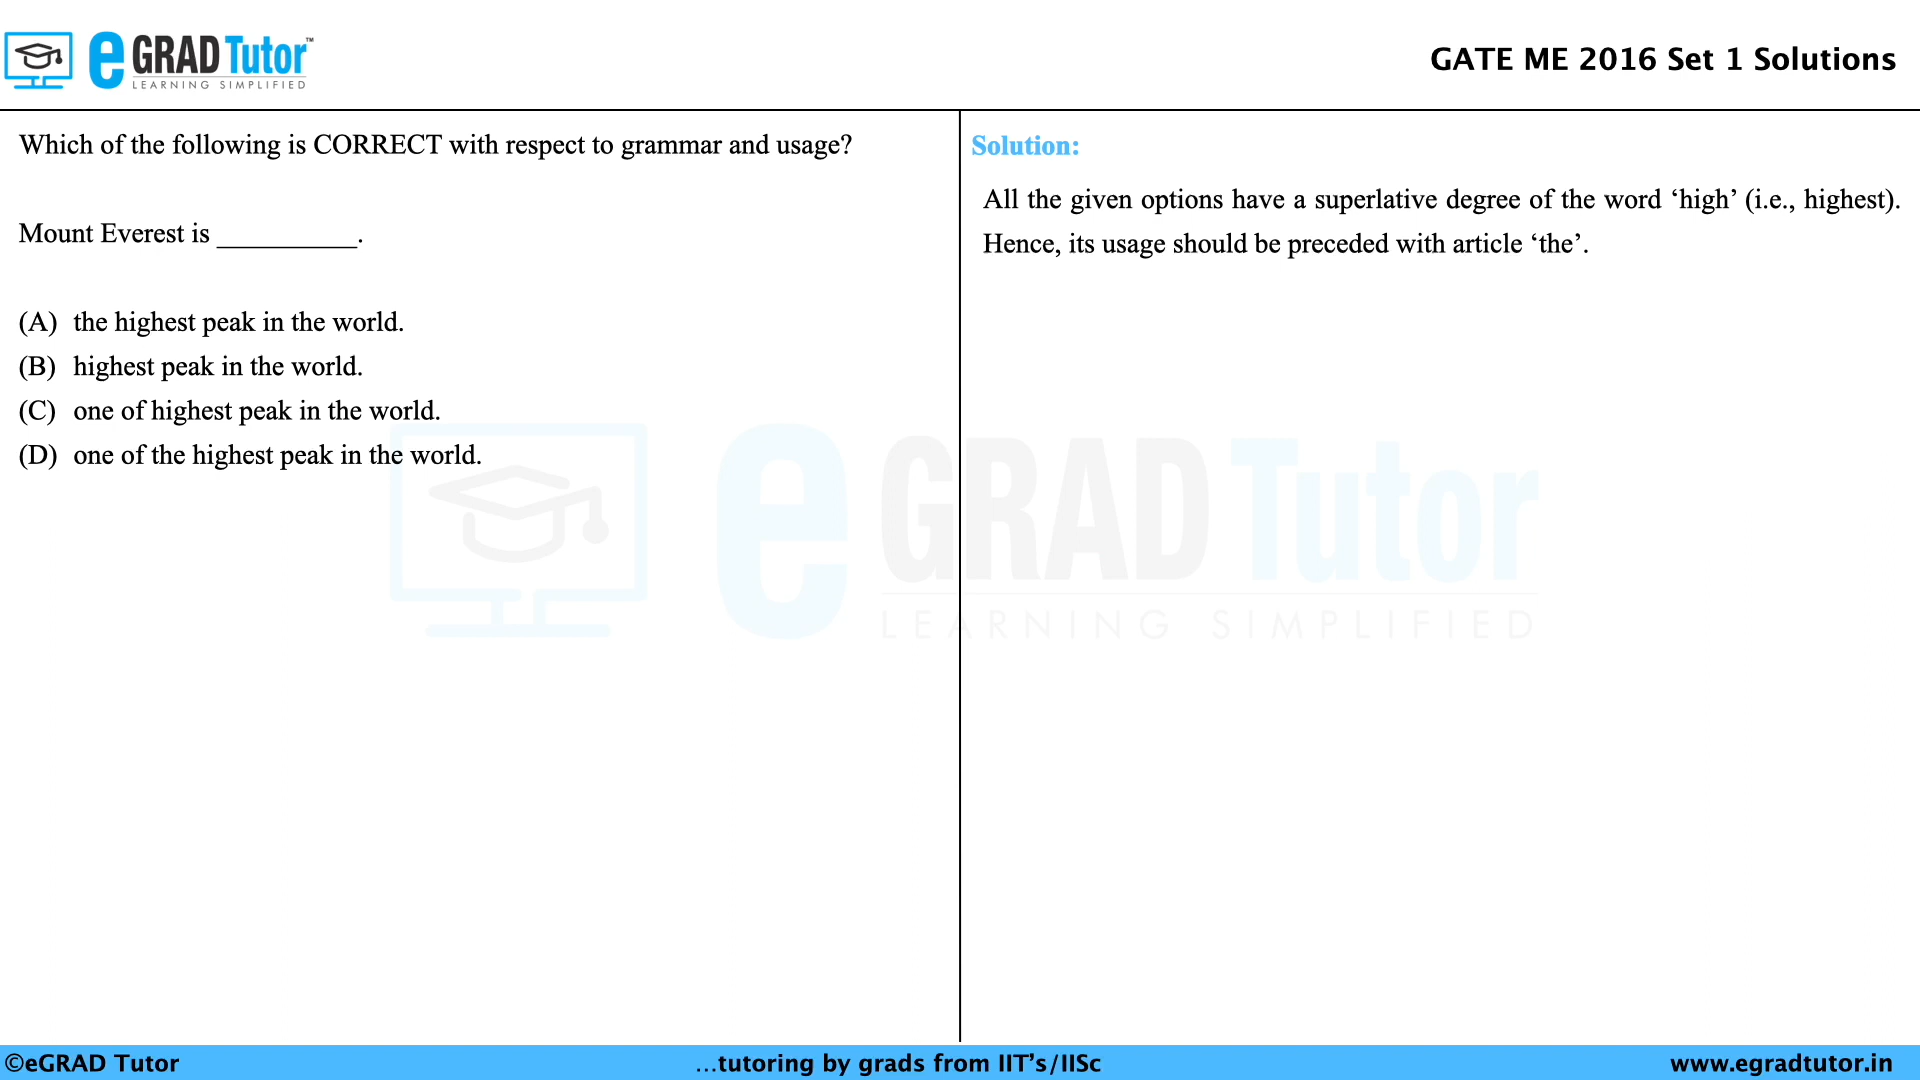 e GRAD Tutor™
LEARNING SIMPLIFIED
GATE ME 2016 Set 1 Solutions
Which of the following is CORRECT with respect to grammar and usage?
Mount Everest is __________.
(A) the highest peak in the world.
(B) highest peak in the world.
(C) one of highest peak in the world.
(D) one of the highest peak in the world.
Solution:
All the given options have a superlative degree of the word ‘high’ (i.e., highest).
Hence, its usage should be preceded with article ‘the’.
e GRAD Tutor
LEARNING SIMPLIFIED
©eGRAD Tutor
...tutoring by grads from IIT’s/IISc
www.egradtutor.in